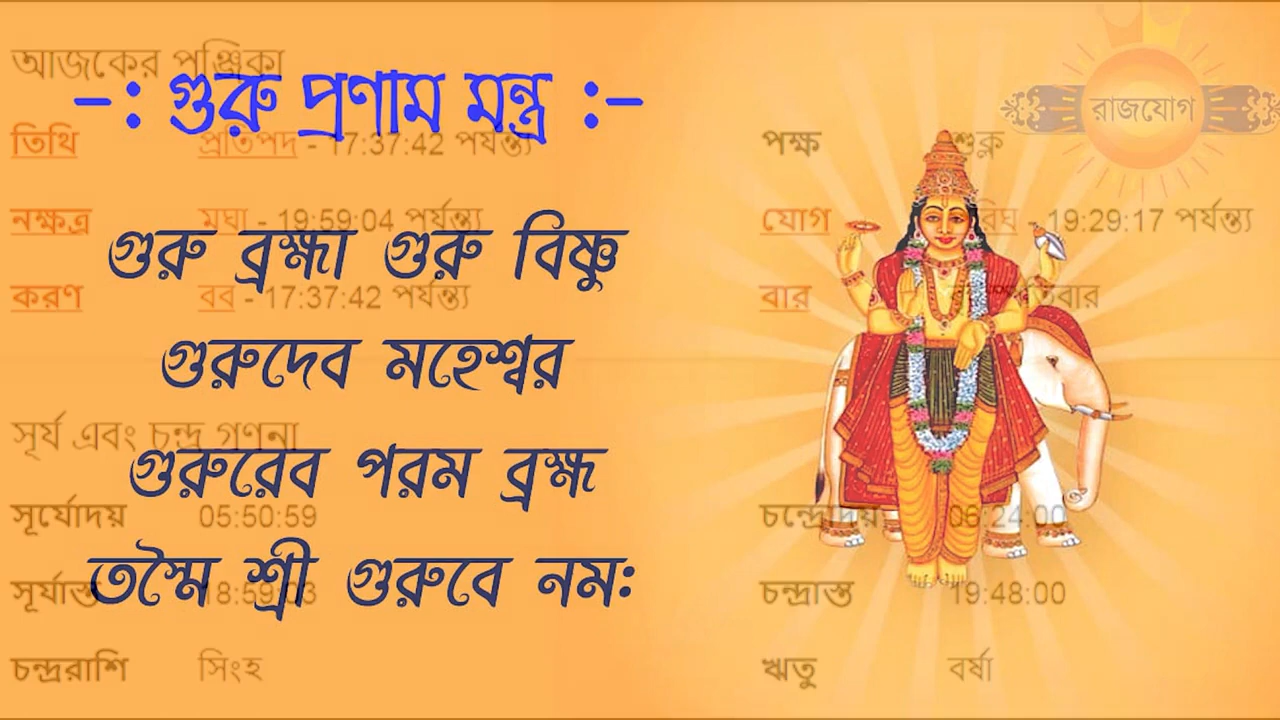 আজকের পঞ্জিকা
-: গুরু প্রণাম মন্ত্র :-
রাজযোগ
তিথি প্রতিপদ - 17:37:42 পর্যন্ত্য পক্ষ শুক্ল
নক্ষত্র মঘা - 19:59:04 পর্যন্ত্য যোগ - 19:29:17 পর্যন্ত্য
গুরু ব্রহ্মা গুরু বিষ্ণু
করণ বব - 17:37:42 পর্যন্ত্য বার
গুরুদেব মহেশ্বর
সূর্য এবং চন্দ্র গণনা
গুরুরেব পরম ব্রহ্ম
সূর্যোদয় 05:50:59 চন্দ্রোদয় 06:24:00
তস্মৈ শ্রী গুরুবে নমঃ
সূর্যাস্ত 18:59:03 চন্দ্রাস্ত 19:48:00
চন্দ্ররাশি সিংহ ঋতু বর্ষা